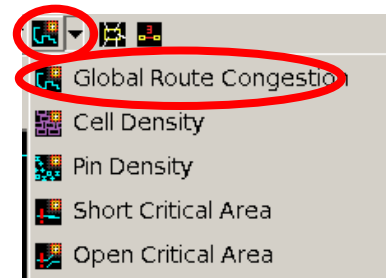 Global Route Congestion
Cell Density
Pin Density
Short Critical Area
Open Critical Area